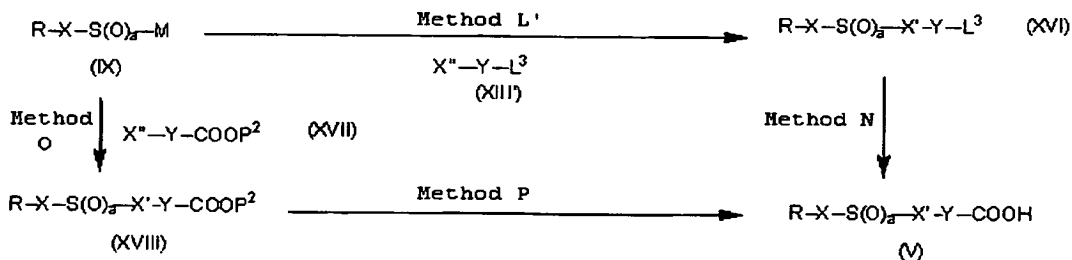 R-X-S(O)ₐ-M
(IX)
Method L'
X"-Y-L³
(XIII')
R-X-S(O)ₐ-X'-Y-L³ (XVI)
Method
O
X"-Y-COOP² (XVII)
Method N
R-X-S(O)ₐ-X'-Y-COOP²
(XVIII)
Method P
R-X-S(O)ₐ-X'-Y-COOH
(V)